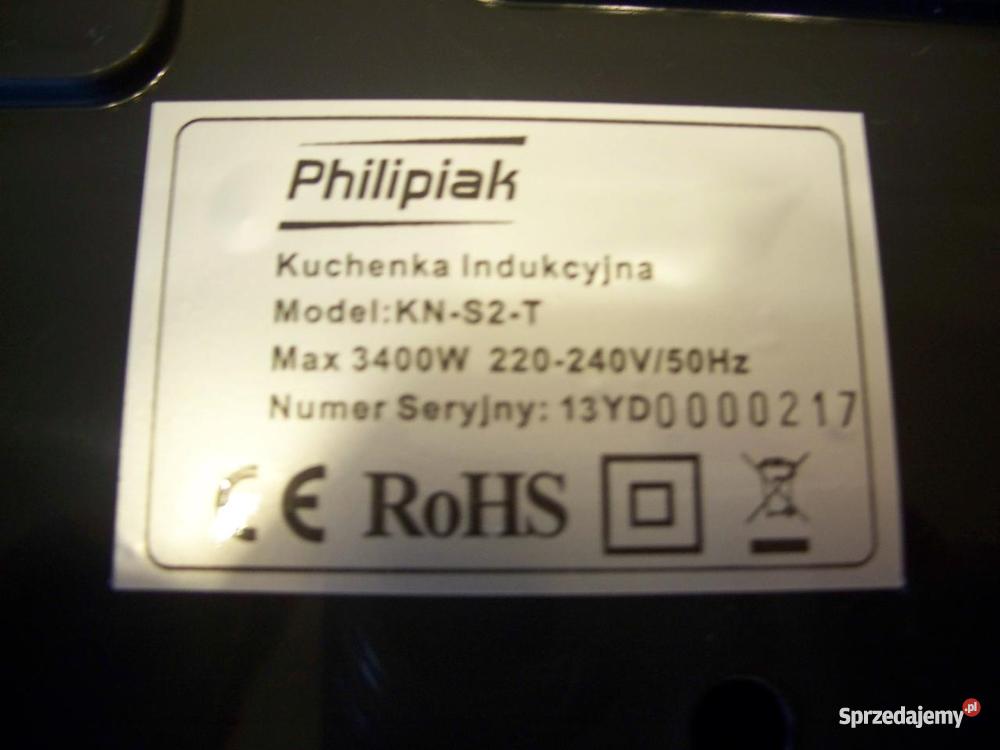 Philipiak
Kuchenka Indukcyjna
Model:KN-S2-T
Max 3400W 220-240V/50Hz
Numer Seryjny: 13YD0000217
CE RoHS
Sprzedajemy.pl